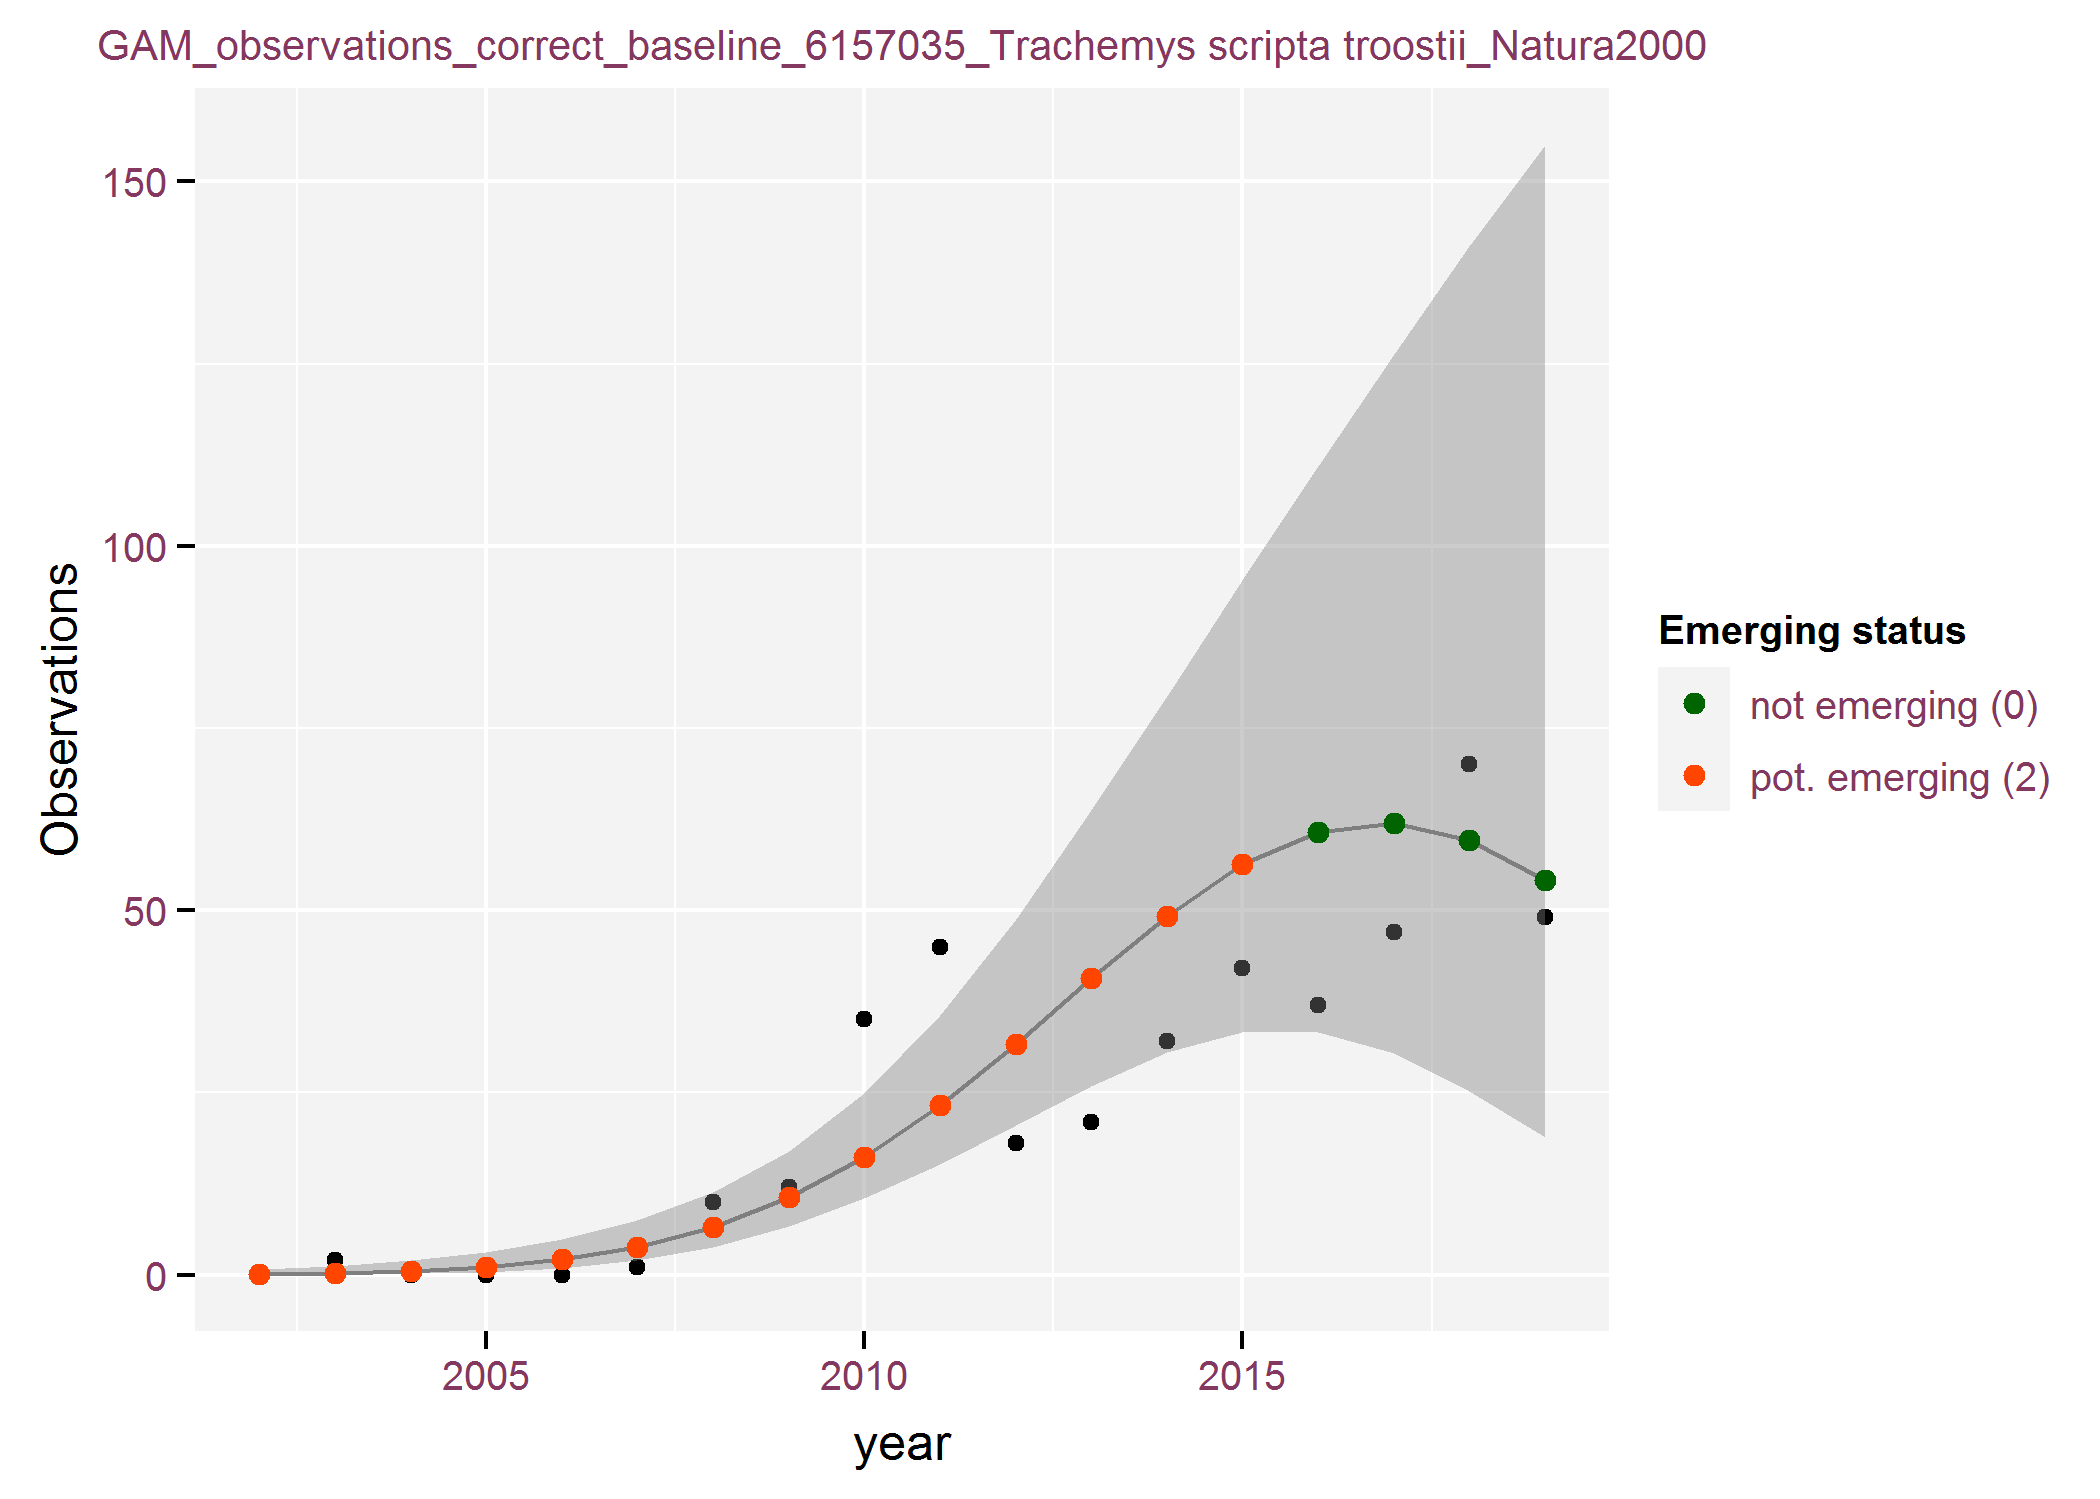 GAM_observations_correct_baseline_6157035_Trachemys scripta troostii_Natura2000
150
100
50
0
Observations
2005 2010 2015
year
Emerging status
not emerging (0)
pot. emerging (2)